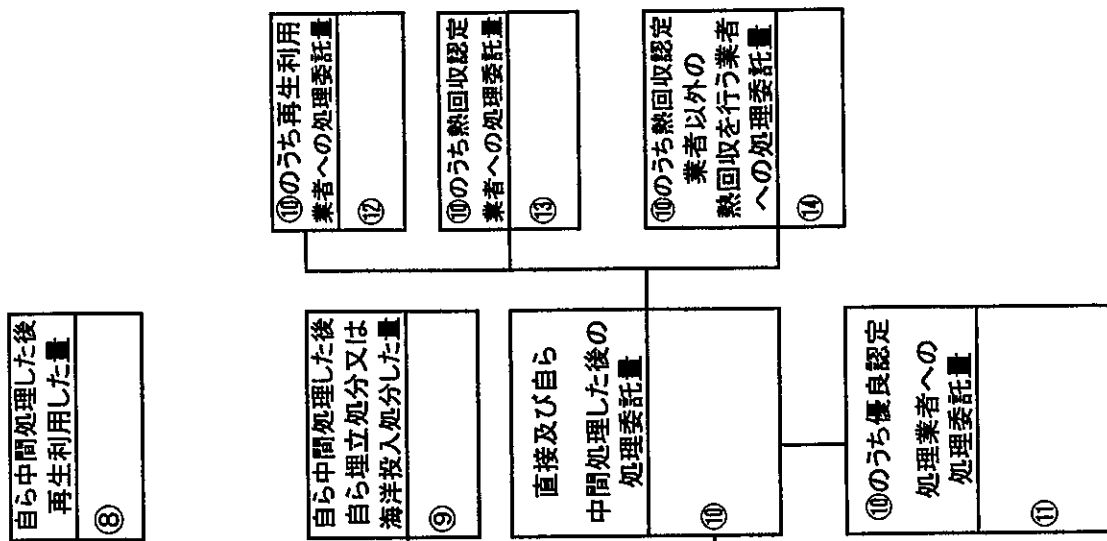 自ら中間処理した後
再生利用した量
⑧
自ら中間処理した後
自ら埋立処分又は
海洋投入処分した量
⑨
直接及び自ら
中間処理した後の
処理委託量
⑩
⑩のうち優良認定
処理業者への
処理委託量
⑪
⑩のうち再生利用
業者への処理委託量
⑫
⑩のうち熱回収認定
業者への処理委託量
⑬
⑩のうち熱回収認定
業者以外の
熱回収を行う業者
への処理委託量
⑭